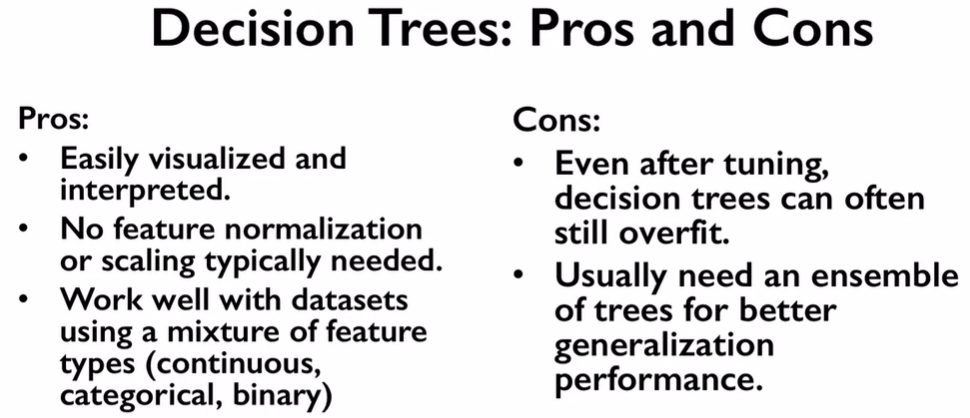 Decision Trees: Pros and Cons
Pros:
• Easily visualized and
interpreted.
• No feature normalization
or scaling typically needed.
• Work well with datasets
using a mixture of feature
types (continuous,
categorical, binary)
Cons:
• Even after tuning,
decision trees can often
still overfit.
• Usually need an ensemble
of trees for better
generalization
performance.